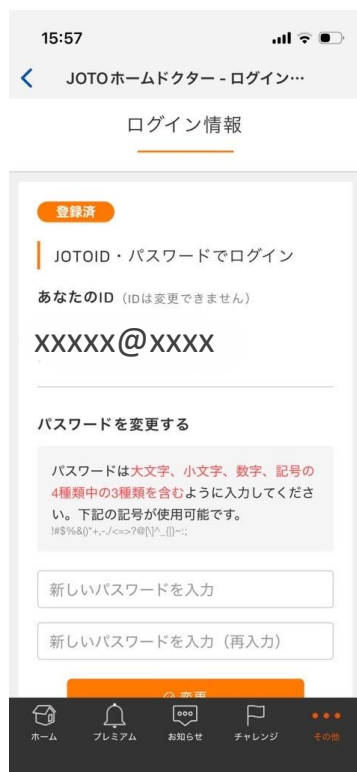 15:57
JOTOホームドクター - ログイン…
ログイン情報
登録済
JOTOID・パスワードでログイン
あなたのID（IDは変更できません）
xxxxx@xxxx
パスワードを変更する
パスワードは大文字、小文字、数字、記号の
4種類中の3種類を含むように入力してくださ
い。下記の記号が使用可能です。
!#$%&()*+,-./<=>?@[\]^_{|}~:;
新しいパスワードを入力
新しいパスワードを入力（再入力）
変更
ホーム
プレミアム
お知らせ
チャレンジ
その他